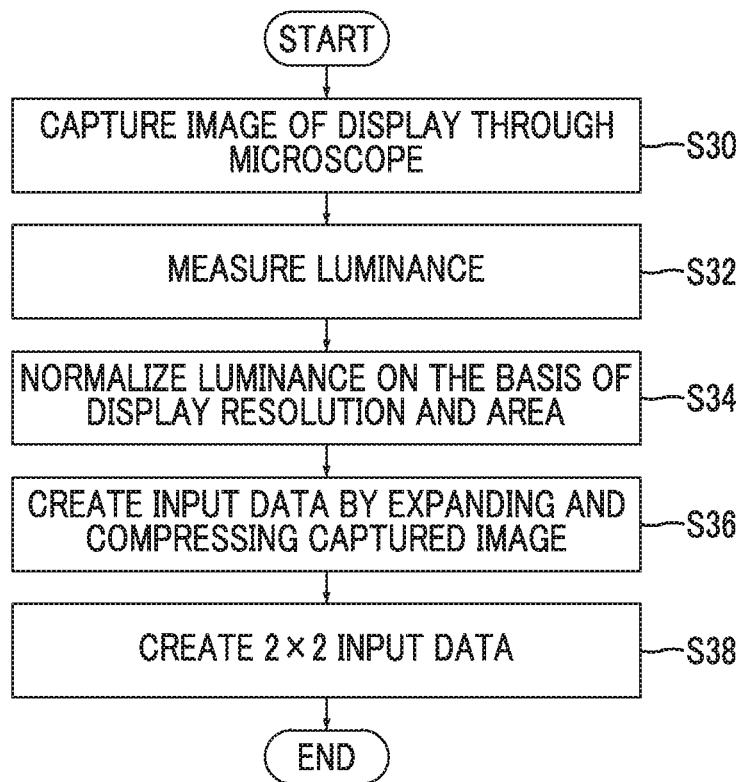 START
CAPTURE IMAGE OF DISPLAY THROUGH
MICROSCOPE
S30
MEASURE LUMINANCE
S32
NORMALIZE LUMINANCE ON THE BASIS OF
DISPLAY RESOLUTION AND AREA
S34
CREATE INPUT DATA BY EXPANDING AND
COMPRESSING CAPTURED IMAGE
S36
CREATE 2×2 INPUT DATA
S38
END